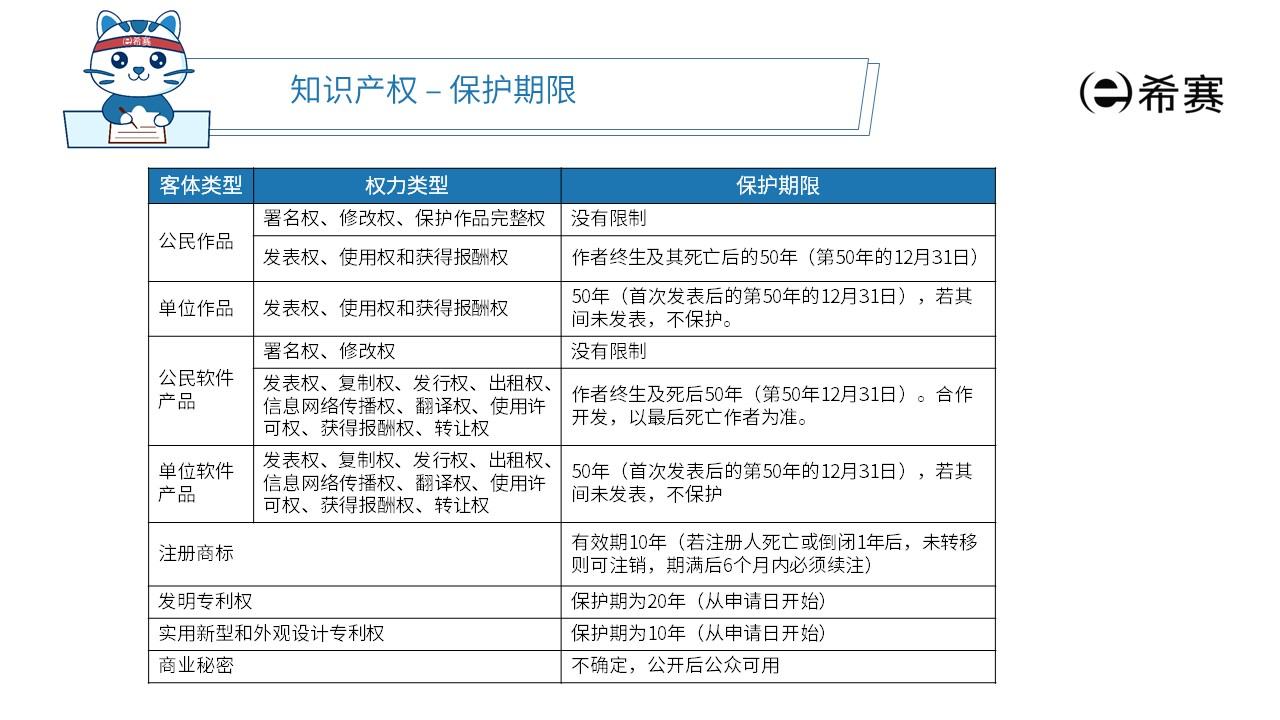 希赛
知识产权 – 保护期限
希赛
客体类型 权力类型 保护期限
公民作品
署名权、修改权、保护作品完整权 没有限制
发表权、使用权和获得报酬权 作者终生及其死亡后的50年（第50年的12月31日）
单位作品 发表权、使用权和获得报酬权
50年（首次发表后的第50年的12月31日），若其
间未发表，不保护。
公民软件
产品
署名权、修改权 没有限制
发表权、复制权、发行权、出租权、
信息网络传播权、翻译权、使用许
可权、获得报酬权、转让权
作者终生及死后50年（第50年12月31日）。合作
开发，以最后死亡作者为准。
单位软件
产品
发表权、复制权、发行权、出租权、
信息网络传播权、翻译权、使用许
可权、获得报酬权、转让权
50年（首次发表后的第50年的12月31日），若其
间未发表，不保护
注册商标
有效期10年（若注册人死亡或倒闭1年后，未转移
则可注销，期满后6个月内必须续注）
发明专利权 保护期为20年（从申请日开始）
实用新型和外观设计专利权 保护期为10年（从申请日开始）
商业秘密 不确定，公开后公众可用